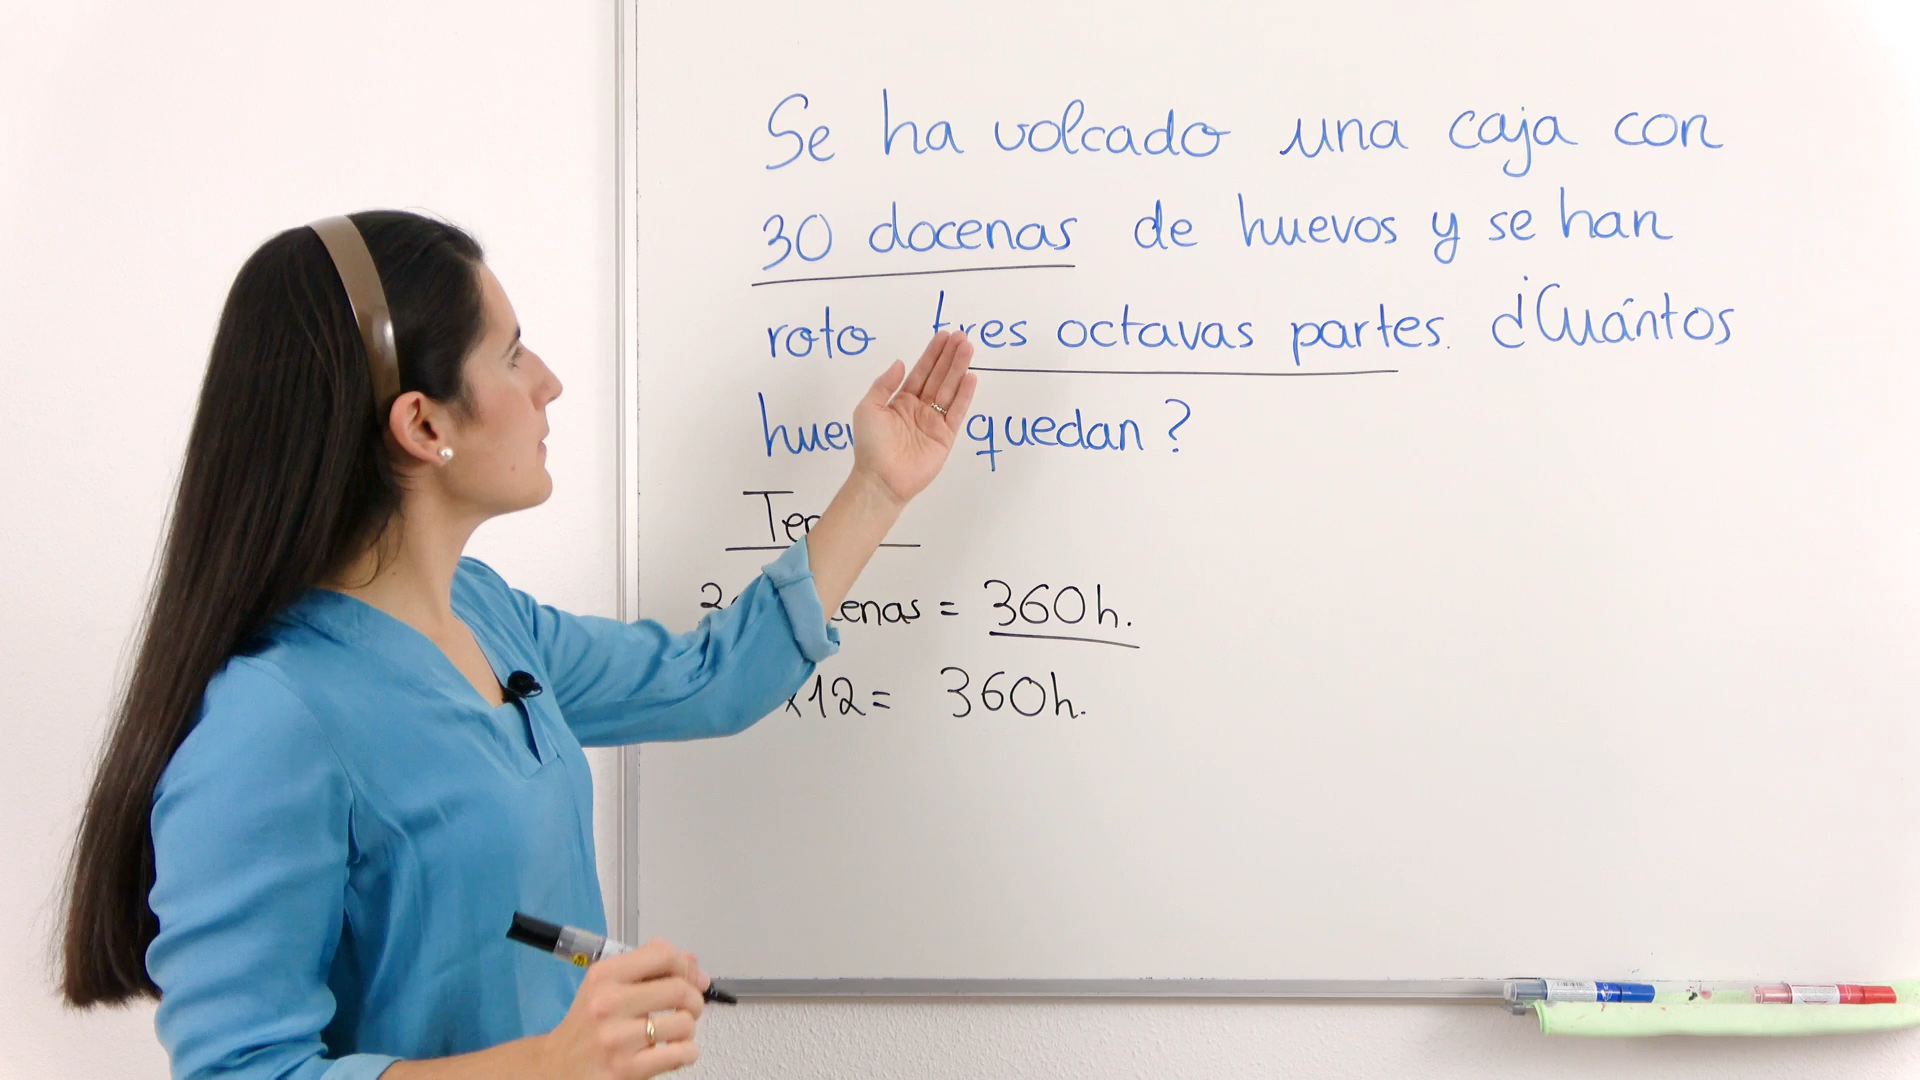 Se ha volcado una caja con
30 docenas de huevos y se han
roto tres octavas partes. ¿Cuántos
quedan?
= 360h.
x12= 360h.